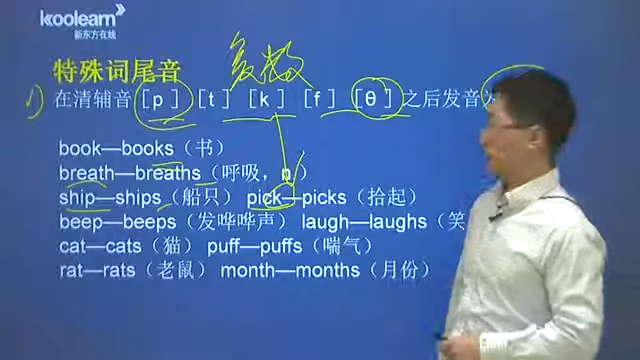 koolearn
新东方在线
复数
特殊词尾音
1) 在清辅音 [p] [t] [k] [f] [θ] 之后发音为
book—books（书）
breath—breaths（呼吸，n.）
ship—ships（船只） pick—picks（拾起）
beep—beeps（发哗哗声） laugh—laughs（笑
cat—cats（猫） puff—puffs（喘气）
rat—rats（老鼠） month—months（月份）